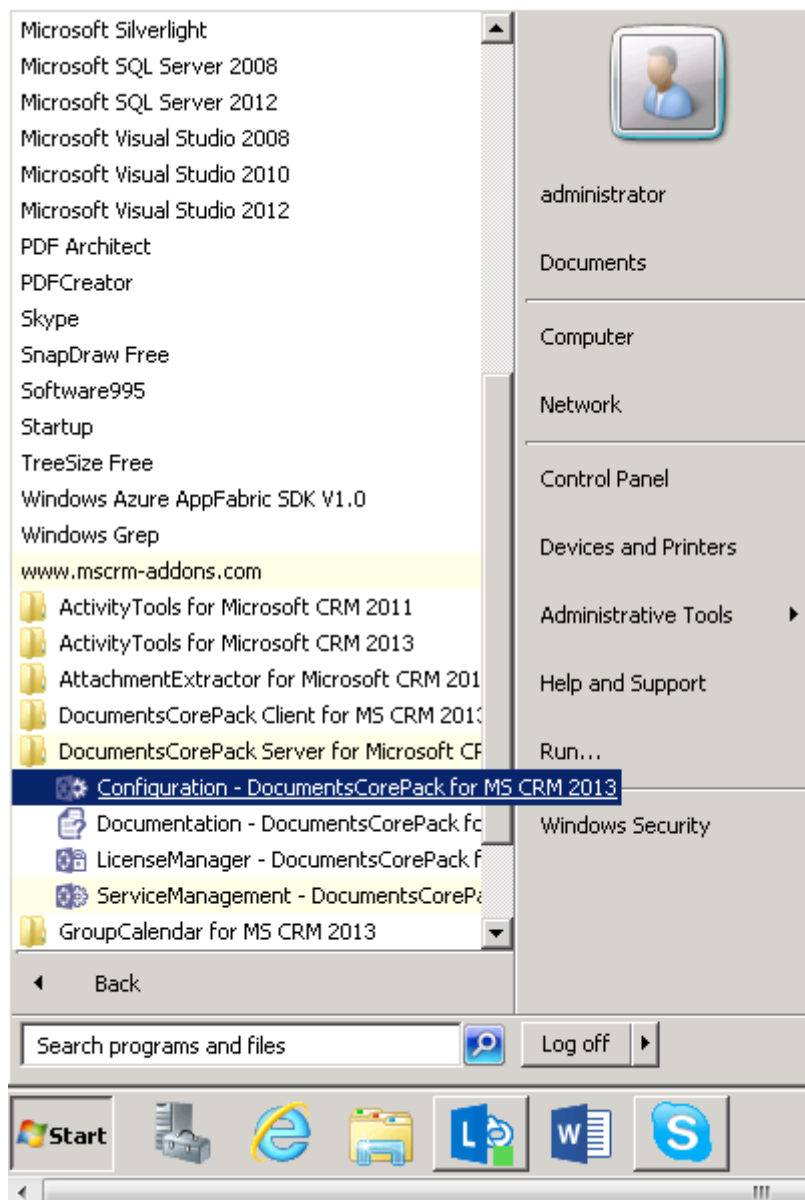 Microsoft Silverlight
Microsoft SQL Server 2008
Microsoft SQL Server 2012
Microsoft Visual Studio 2008
Microsoft Visual Studio 2010
Microsoft Visual Studio 2012
PDF Architect
PDFCreator
Skype
SnapDraw Free
Software995
Startup
TreeSize Free
Windows Azure AppFabric SDK V1.0
Windows Grep
www.mscrm-addons.com
ActivityTools for Microsoft CRM 2011
ActivityTools for Microsoft CRM 2013
AttachmentExtractor for Microsoft CRM 201
DocumentsCorePack Client for MS CRM 2013
DocumentsCorePack Server for Microsoft CR
Configuration - DocumentsCorePack for MS CRM 2013
Documentation - DocumentsCorePack fo
LicenseManager - DocumentsCorePack f
ServiceManagement - DocumentsCorePa
GroupCalendar for MS CRM 2013
Back
Search programs and files
administrator
Documents
Computer
Network
Control Panel
Devices and Printers
Administrative Tools
Help and Support
Run...
Windows Security
Log off
Start